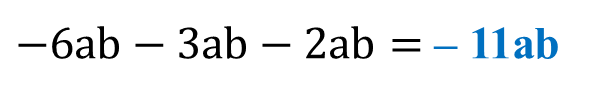 −6ab − 3ab − 2ab = – 11ab